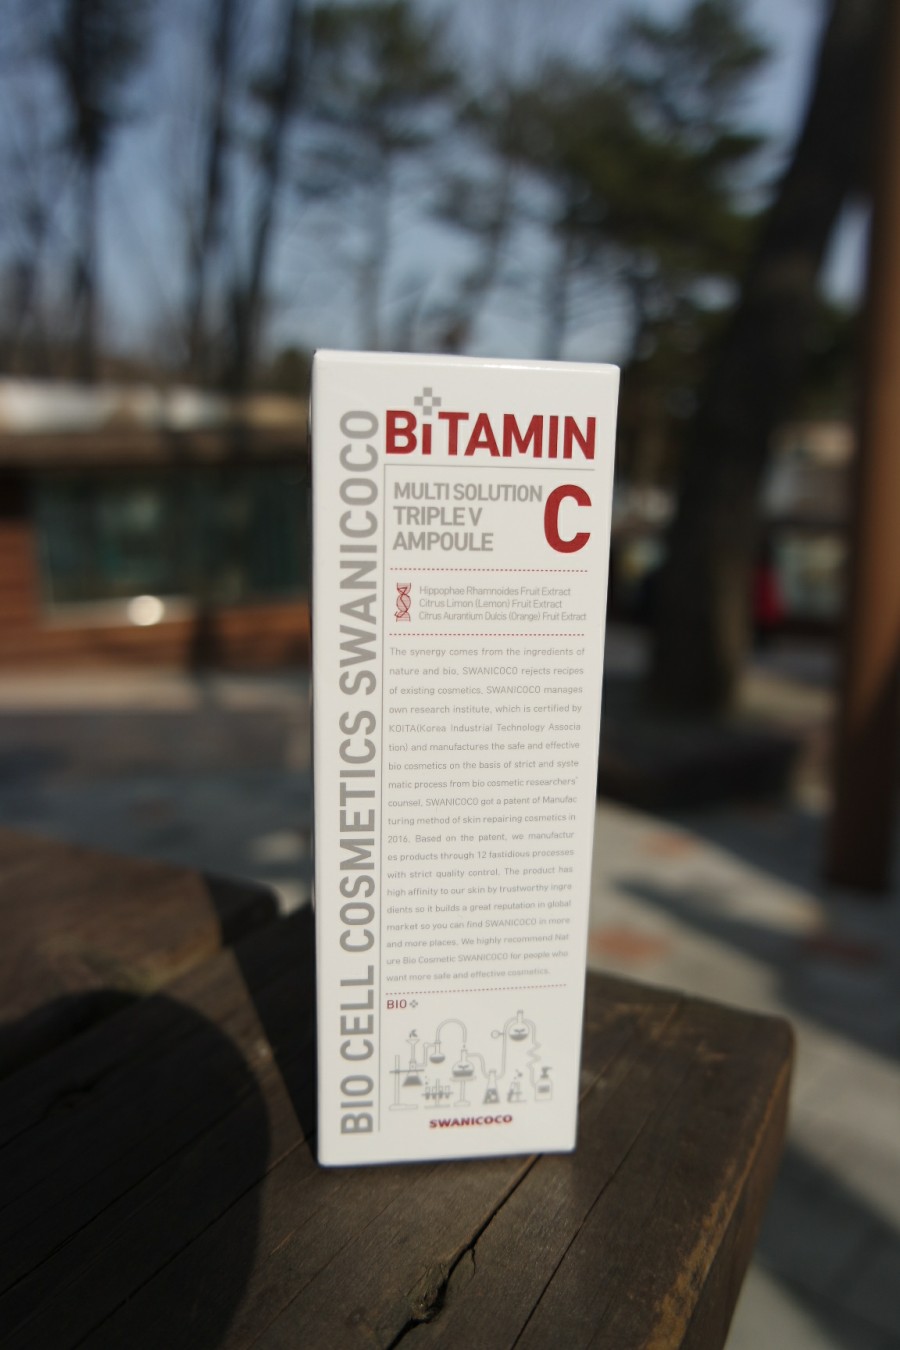 BIO CELL COSMETICS SWANICOCO
BiTAMIN
MULTI SOLUTION
TRIPLE V
AMPOULE
C
Hippophae Rhamnoides Fruit Extract
Citrus Limon (Lemon) Fruit Extract
Citrus Aurantium Dulcis (Orange) Fruit Extract
The synergy comes from the ingredients of
nature and bio, SWANICOCO rejects recipes
of existing cosmetics, SWANICOCO manages
own research institute, which is certified by
KOITA(Korea Industrial Technology Associa
tion) and manufactures the safe and effective
bio cosmetics on the basis of strict and syste
matic process from bio cosmetic researchers'
counsel, SWANICOCO got a patent of Manufac
turing method of skin repairing cosmetics in
2016. Based on the patent, we manufactur
es products through 12 fastidious processes
with strict quality control. The product has
high affinity to our skin by trustworthy ingre
dients so it builds a great reputation in global
market so you can find SWANICOCO in more
and more places. We highly recommend Nat
ure Bio Cosmetic SWANICOCO for people who
want more safe and effective cosmetics.
BIO
SWANICOCO